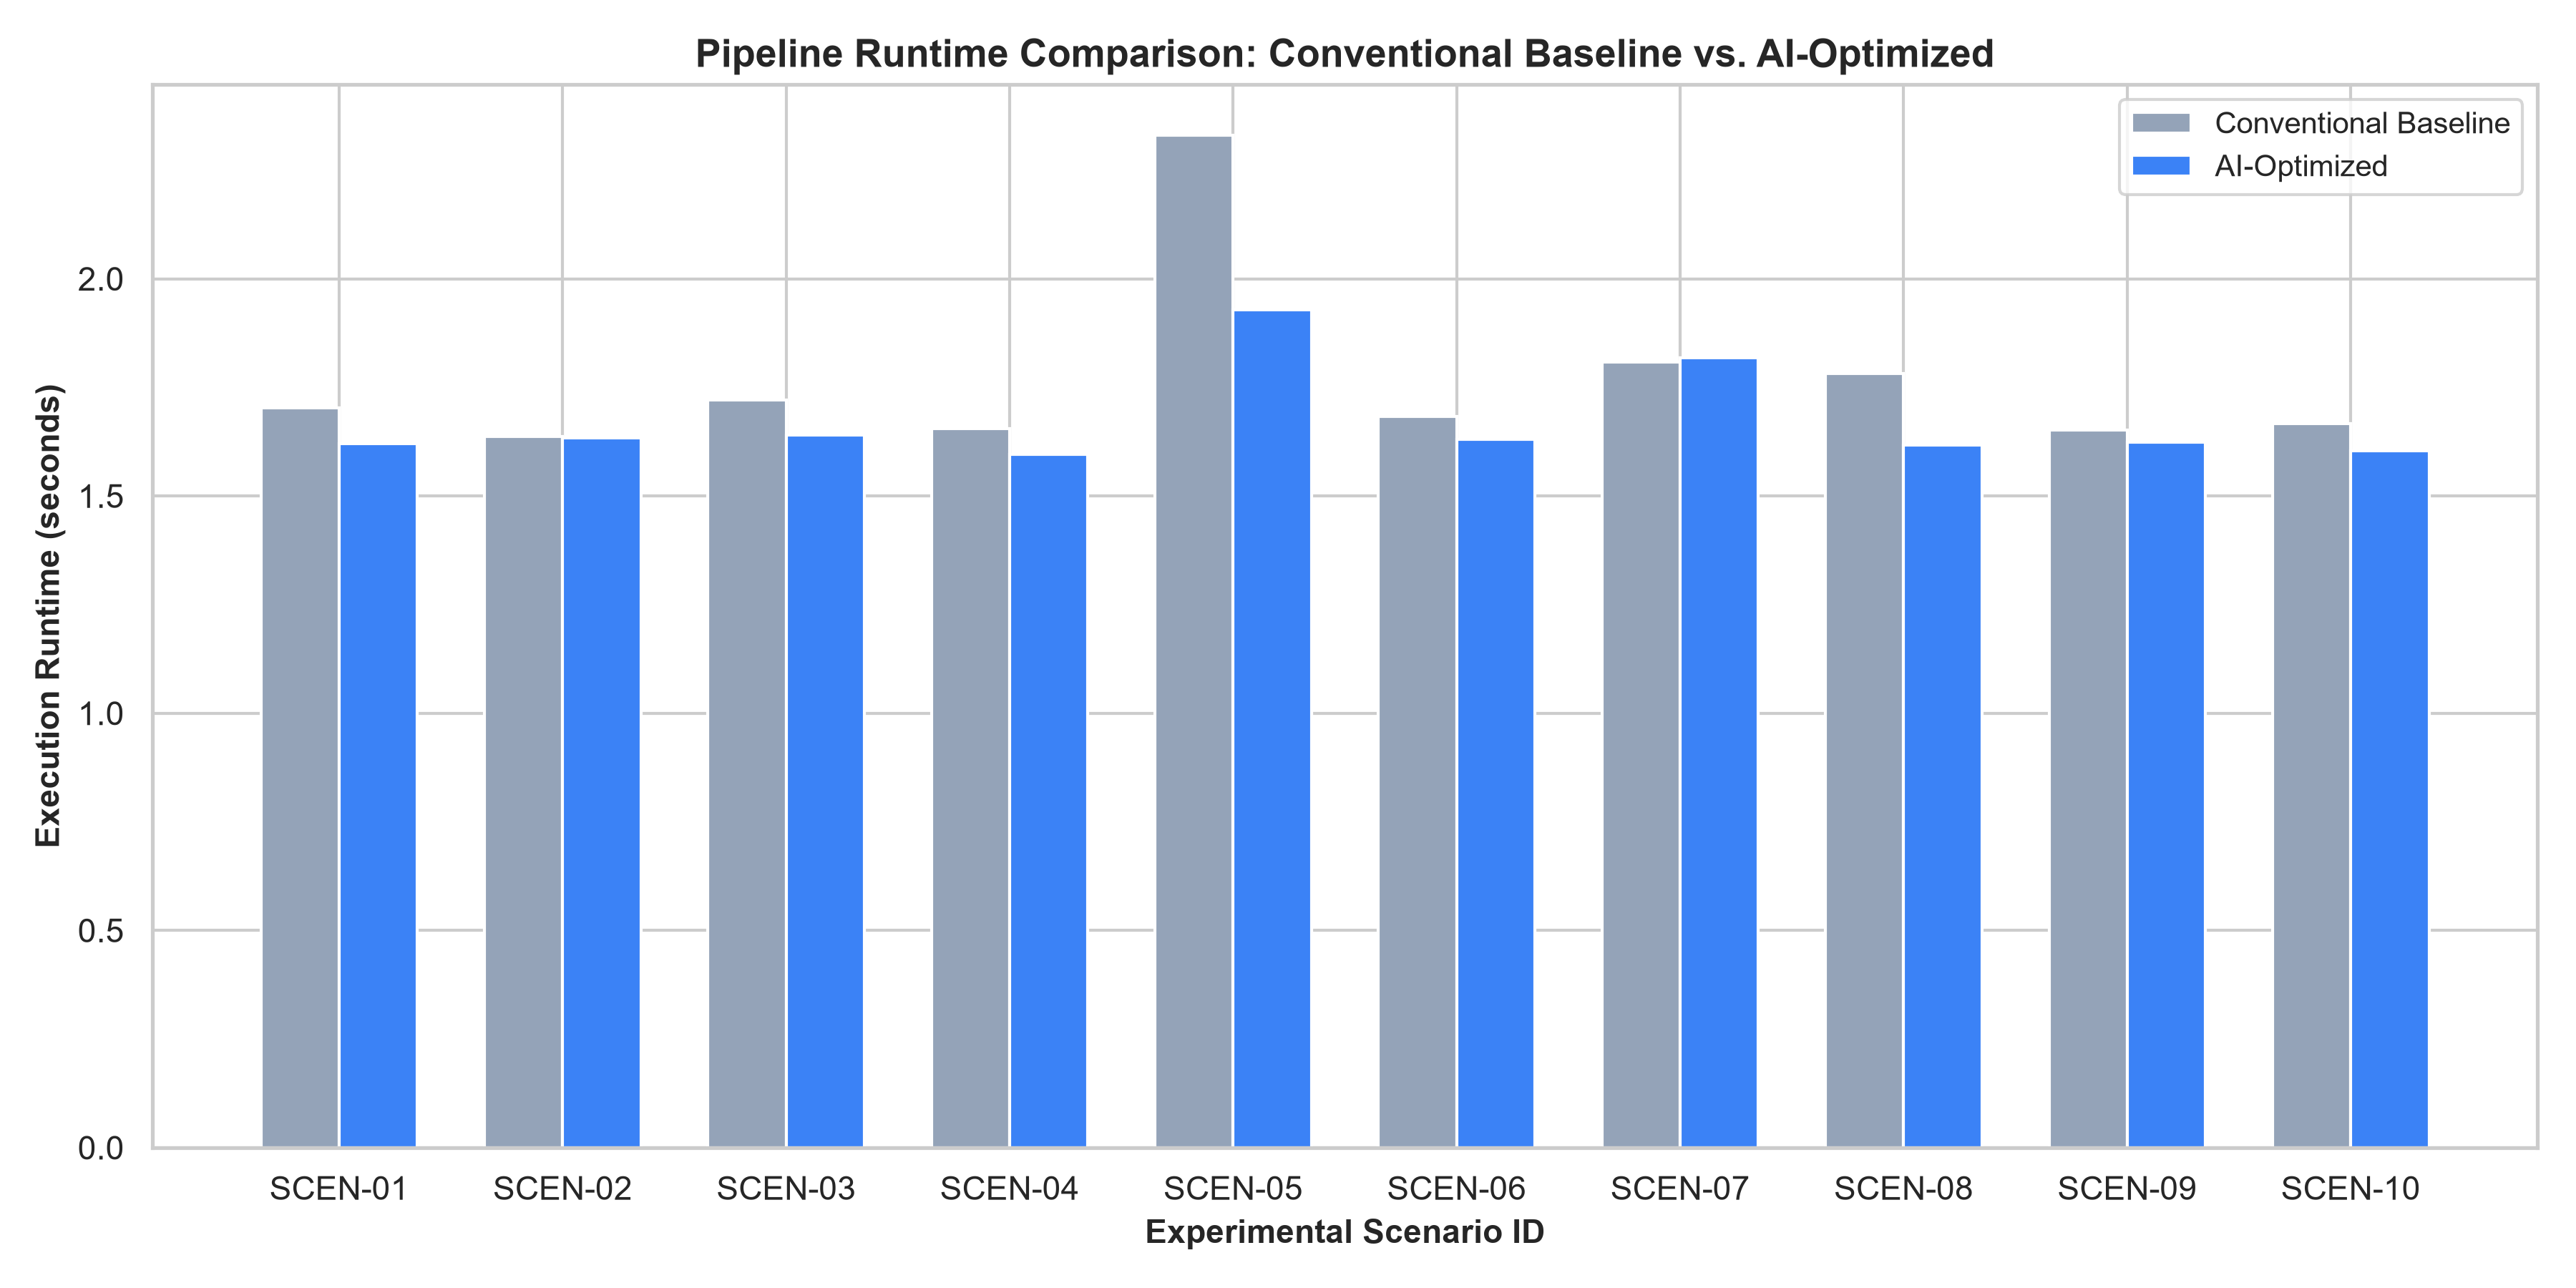 Pipeline Runtime Comparison: Conventional Baseline vs. AI-Optimized
Conventional Baseline
AI-Optimized
Execution Runtime (seconds)
2.0
1.5
1.0
0.5
0.0
SCEN-01 SCEN-02 SCEN-03 SCEN-04 SCEN-05 SCEN-06 SCEN-07 SCEN-08 SCEN-09 SCEN-10
Experimental Scenario ID